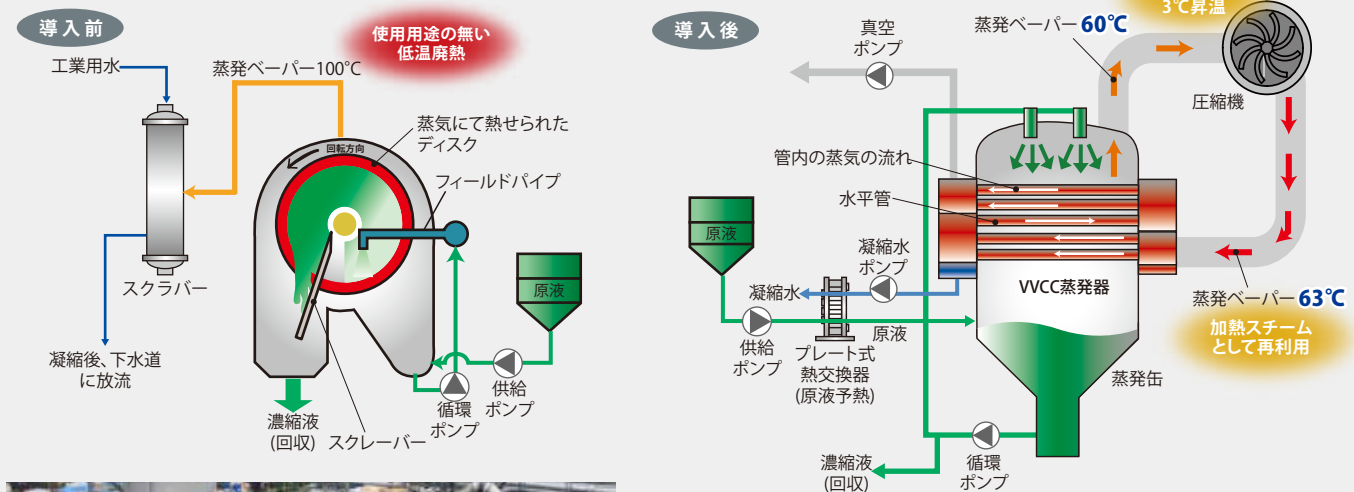 導入前
使用用途の無い
低温廃熱
工業用水
蒸発ベーパー100℃
蒸気にて熱せられた
ディスク
回転方向
フィールドパイプ
原液
スクラバー
凝縮後、下水道
に放流
供給
ポンプ
循環
ポンプ
濃縮液
(回収)
スクレーバー
導入後
真空
ポンプ
蒸発ベーパー 60℃
3℃昇温
圧縮機
管内の蒸気の流れ
水平管
原液
凝縮水
ポンプ
凝縮水
VVCC蒸発器
蒸発ベーパー 63℃
加熱スチーム
として再利用
供給
ポンプ
プレート式
熱交換器
(原液予熱)
原液
蒸発缶
濃縮液
(回収)
循環
ポンプ